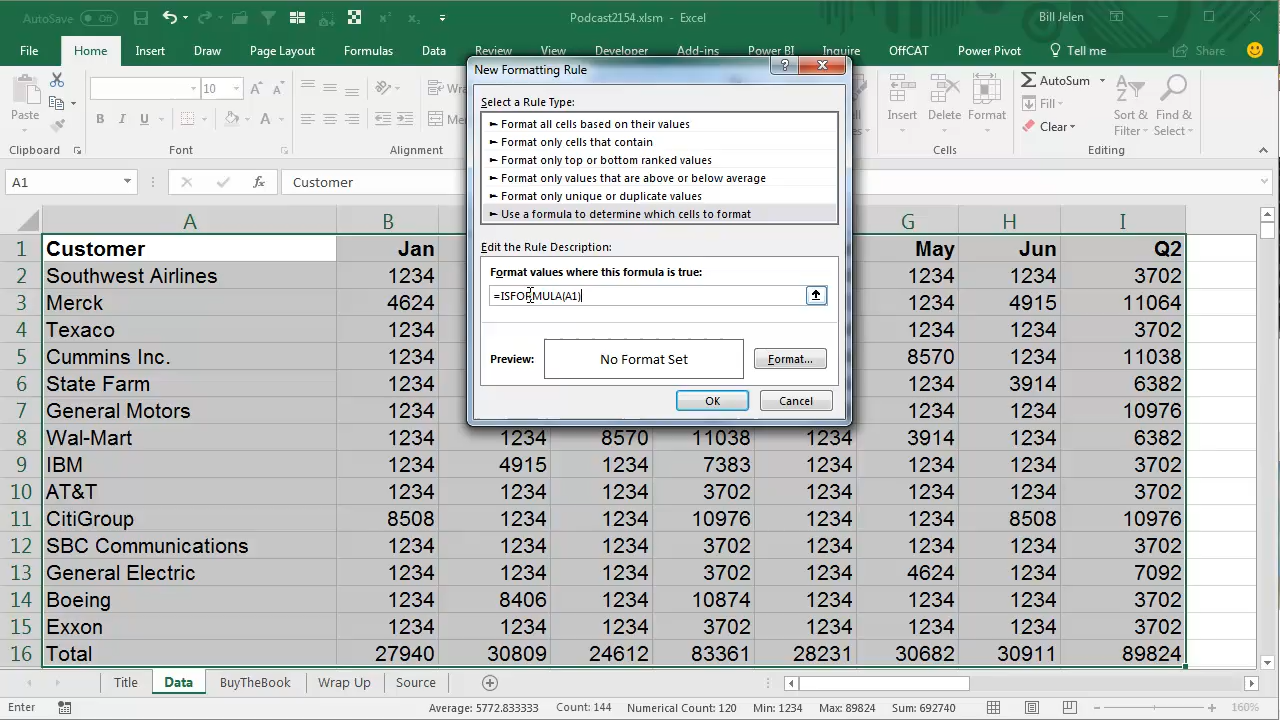 AutoSave Off
Podcast2154.xlsm - Excel
Bill Jelen
File Home Insert Draw Page Layout Formulas Data Review View Developer Add-ins Power BI Inquire OffCAT Power Pivot Tell me Share
Paste
Clipboard
10
B I U
A
Font
Alignment
Insert
Delete
Cells
AutoSum
Fill
Clear
Sort & Filter
Find & Select
Editing
A1
fx
Customer
New Formatting Rule
?
Select a Rule Type:
► Format all cells based on their values
► Format only cells that contain
► Format only top or bottom ranked values
► Format only values that are above or below average
► Format only unique or duplicate values
► Use a formula to determine which cells to format
Edit the Rule Description:
Format values where this formula is true:
=ISFORMULA(A1)
Preview:
No Format Set
Format...
OK
Cancel
A B G H I
1 Customer Jan May Jun Q2
2 Southwest Airlines 1234 1234 1234 3702
3 Merck 4624 1234 4915 11064
4 Texaco 1234 1234 1234 3702
5 Cummins Inc. 1234 8570 1234 11038
6 State Farm 1234 1234 3914 6382
7 General Motors 1234 1234 1234 10976
8 Wal-Mart 1234 1234 8570 11038 1234 3914 1234 6382
9 IBM 1234 4915 1234 7383 1234 1234 1234 3702
10 AT&T 1234 1234 1234 3702 1234 1234 1234 3702
11 CitiGroup 8508 1234 1234 10976 1234 1234 8508 10976
12 SBC Communications 1234 1234 1234 3702 1234 1234 1234 3702
13 General Electric 1234 1234 1234 3702 1234 4624 1234 7092
14 Boeing 1234 8406 1234 10874 1234 1234 1234 3702
15 Exxon 1234 1234 1234 3702 1234 1234 1234 3702
16 Total 27940 30809 24612 83361 28231 30682 30911 89824
Title Data BuyTheBook Wrap Up Source
Enter
Average: 5772.833333 Count: 144 Numerical Count: 120 Min: 1234 Max: 89824 Sum: 692740
160%